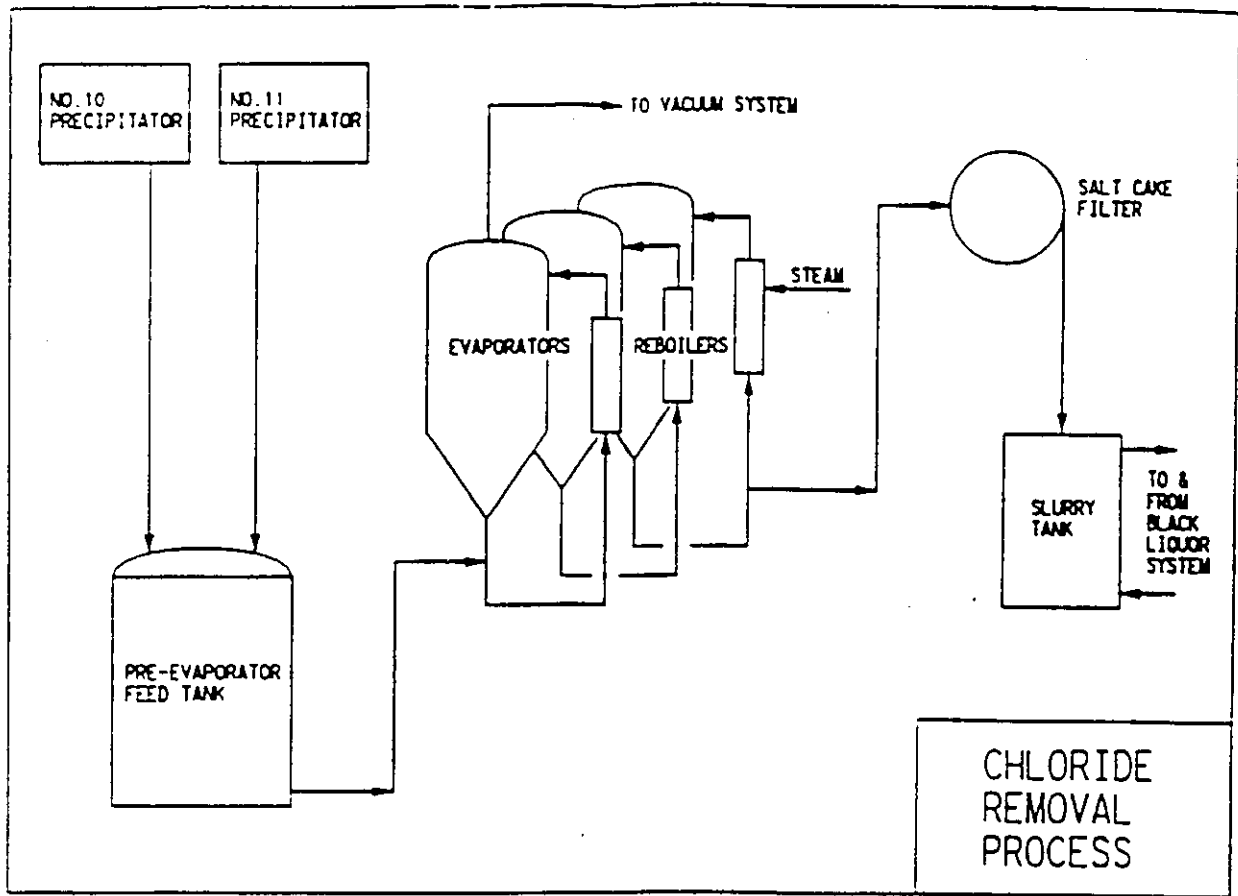 NO.10
PRECIPITATOR
NO.11
PRECIPITATOR
TO VACUUM SYSTEM
SALT CAKE
FILTER
STEAM
EVAPORATORS
REBOILERS
SLURRY
TANK
TO &
FROM
BLACK
LIQUOR
SYSTEM
PRE-EVAPORATOR
FEED TANK
CHLORIDE
REMOVAL
PROCESS